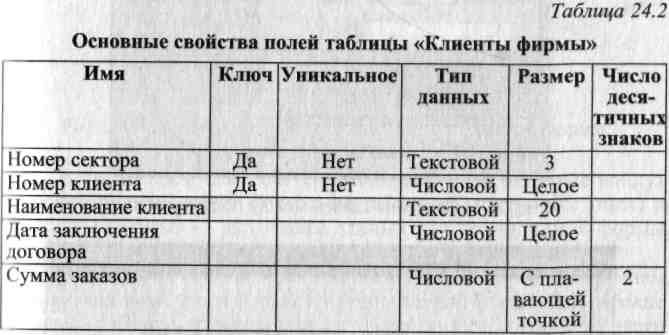 Таблица 24.2
Основные свойства полей таблицы «Клиенты фирмы»
Имя Ключ Уникальное Тип данных Размер Число деся-тичных знаков
Номер сектора Да Нет Текстовой 3
Номер клиента Да Нет Числовой Целое
Наименование клиента Текстовой 20
Дата заключения договора Числовой Целое
Сумма заказов Числовой С пла-вающей точкой 2